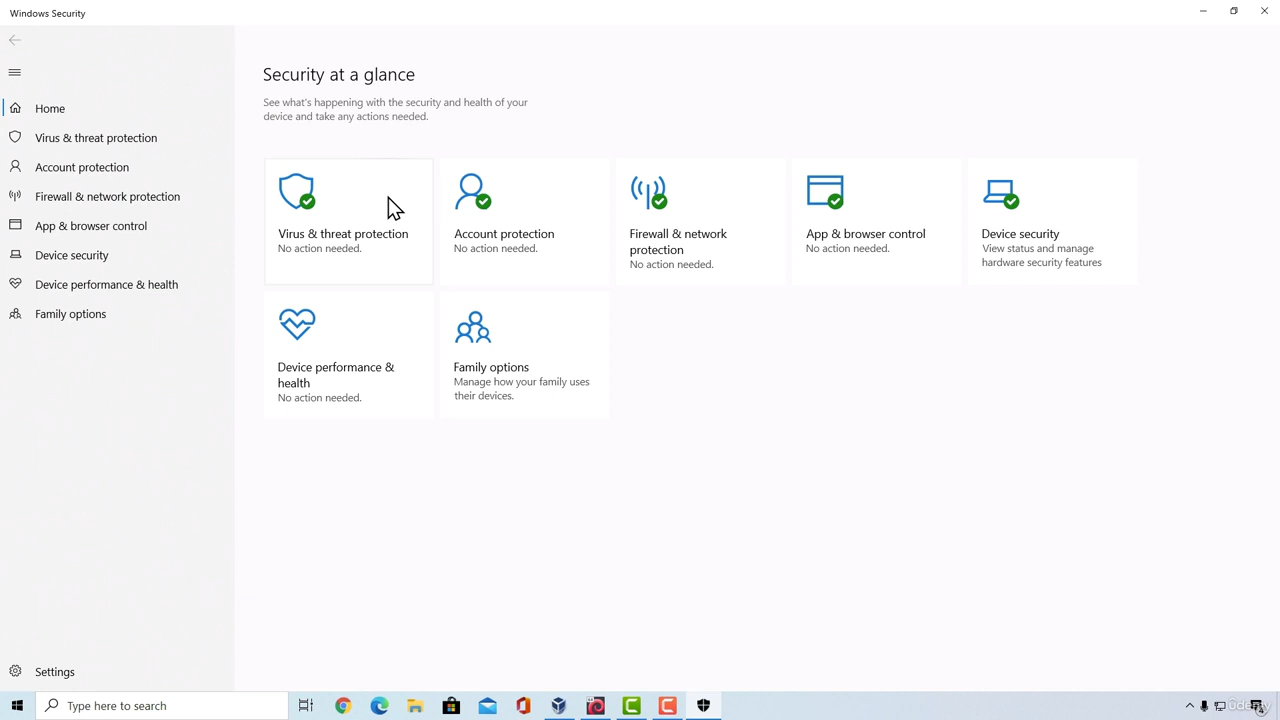 Windows Security
Home
Virus & threat protection
Account protection
Firewall & network protection
App & browser control
Device security
Device performance & health
Family options
Settings
Security at a glance
See what's happening with the security and health of your
device and take any actions needed.
Virus & threat protection
No action needed.
Account protection
No action needed.
Firewall & network
protection
No action needed.
App & browser control
No action needed.
Device security
View status and manage
hardware security features
Device performance &
health
No action needed.
Family options
Manage how your family uses
their devices.
Type here to search